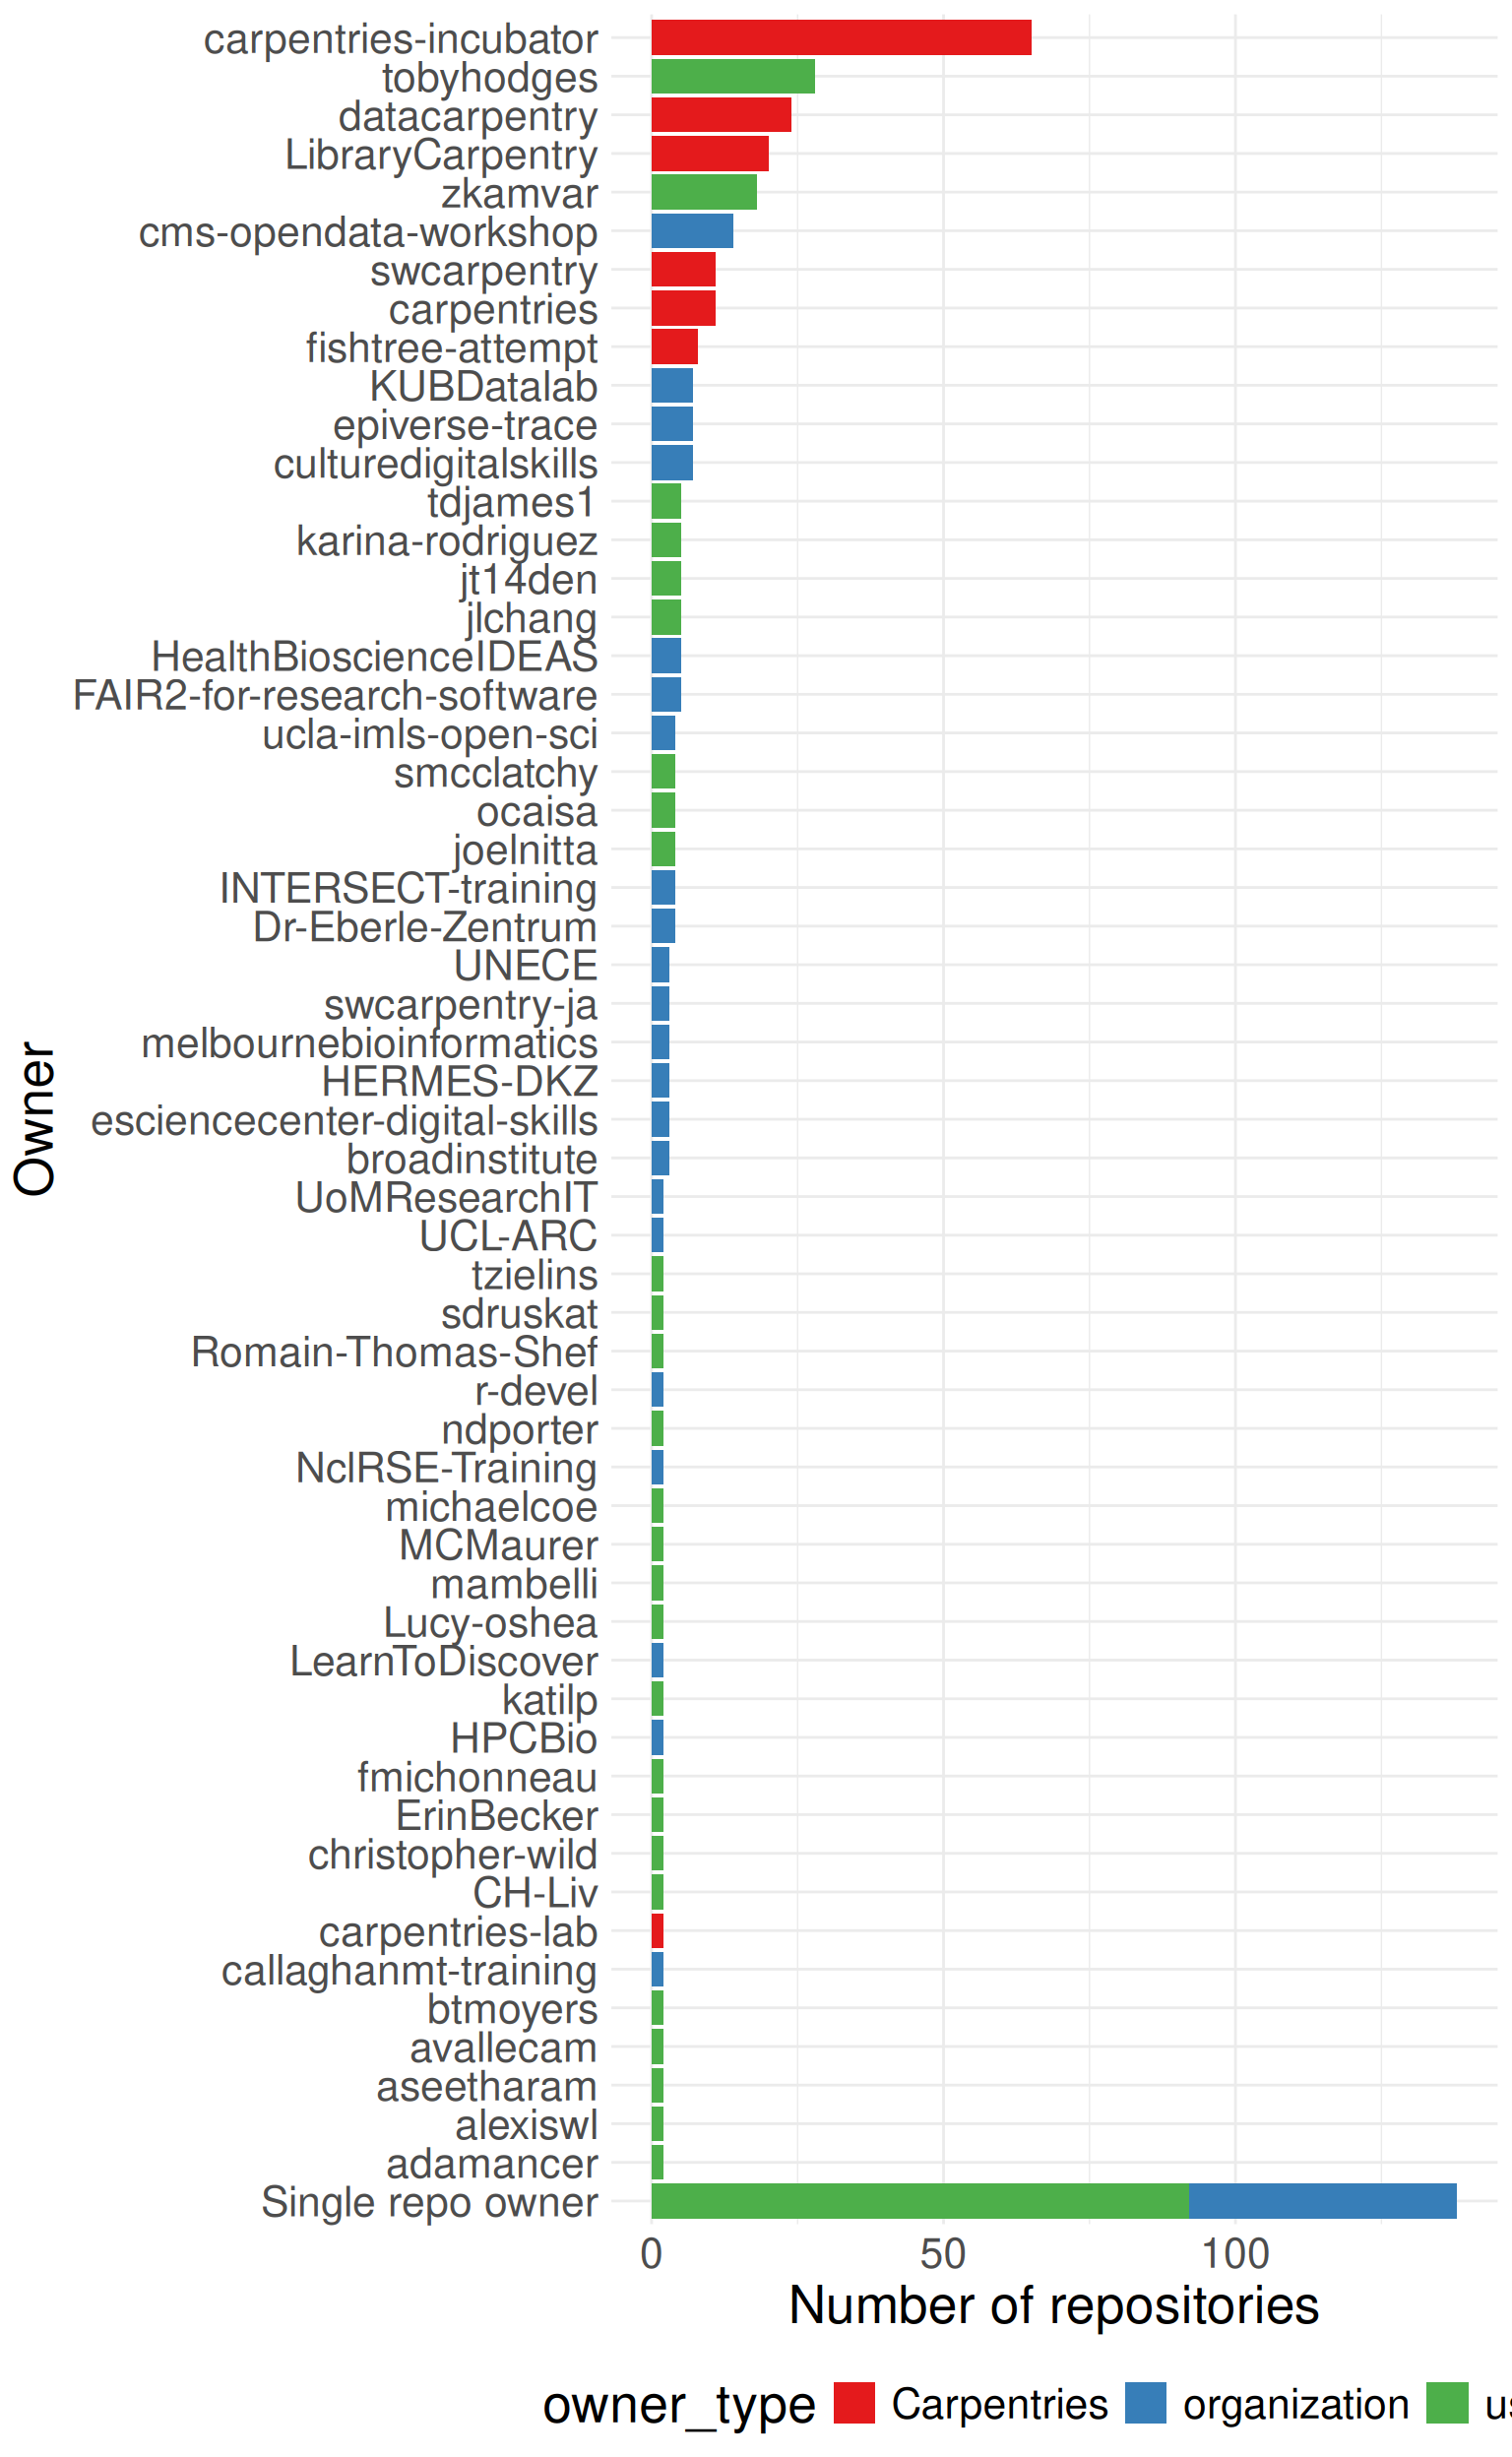 carpentries-incubator
tobyhodges
datacarpentry
LibraryCarpentry
zkamvar
cms-opendata-workshop
swcarpentry
carpentries
fishtree-attempt
KUBDatalab
epiverse-trace
culturedigitalskills
tdjames1
karina-rodriguez
jt14den
jlchang
HealthBioscienceIDEAS
FAIR2-for-research-software
ucla-imls-open-sci
smcclatchy
ocaisa
joelnitta
INTERSECT-training
Dr-Eberle-Zentrum
UNECE
swcarpentry-ja
melbournebioinformatics
HERMES-DKZ
esciencecenter-digital-skills
broadinstitute
UoMResearchIT
UCL-ARC
tzielins
sdruskat
Romain-Thomas-Shef
r-devel
ndporter
NclRSE-Training
michaelcoe
MCMaurer
mambelli
Lucy-oshea
LearnToDiscover
katilp
HPCBio
fmichonneau
ErinBecker
christopher-wild
CH-Liv
carpentries-lab
callaghanmt-training
btmoyers
avallecam
aseetharam
alexiswl
adamancer
Single repo owner
Owner
0 50 100
Number of repositories
owner_type Carpentries organization